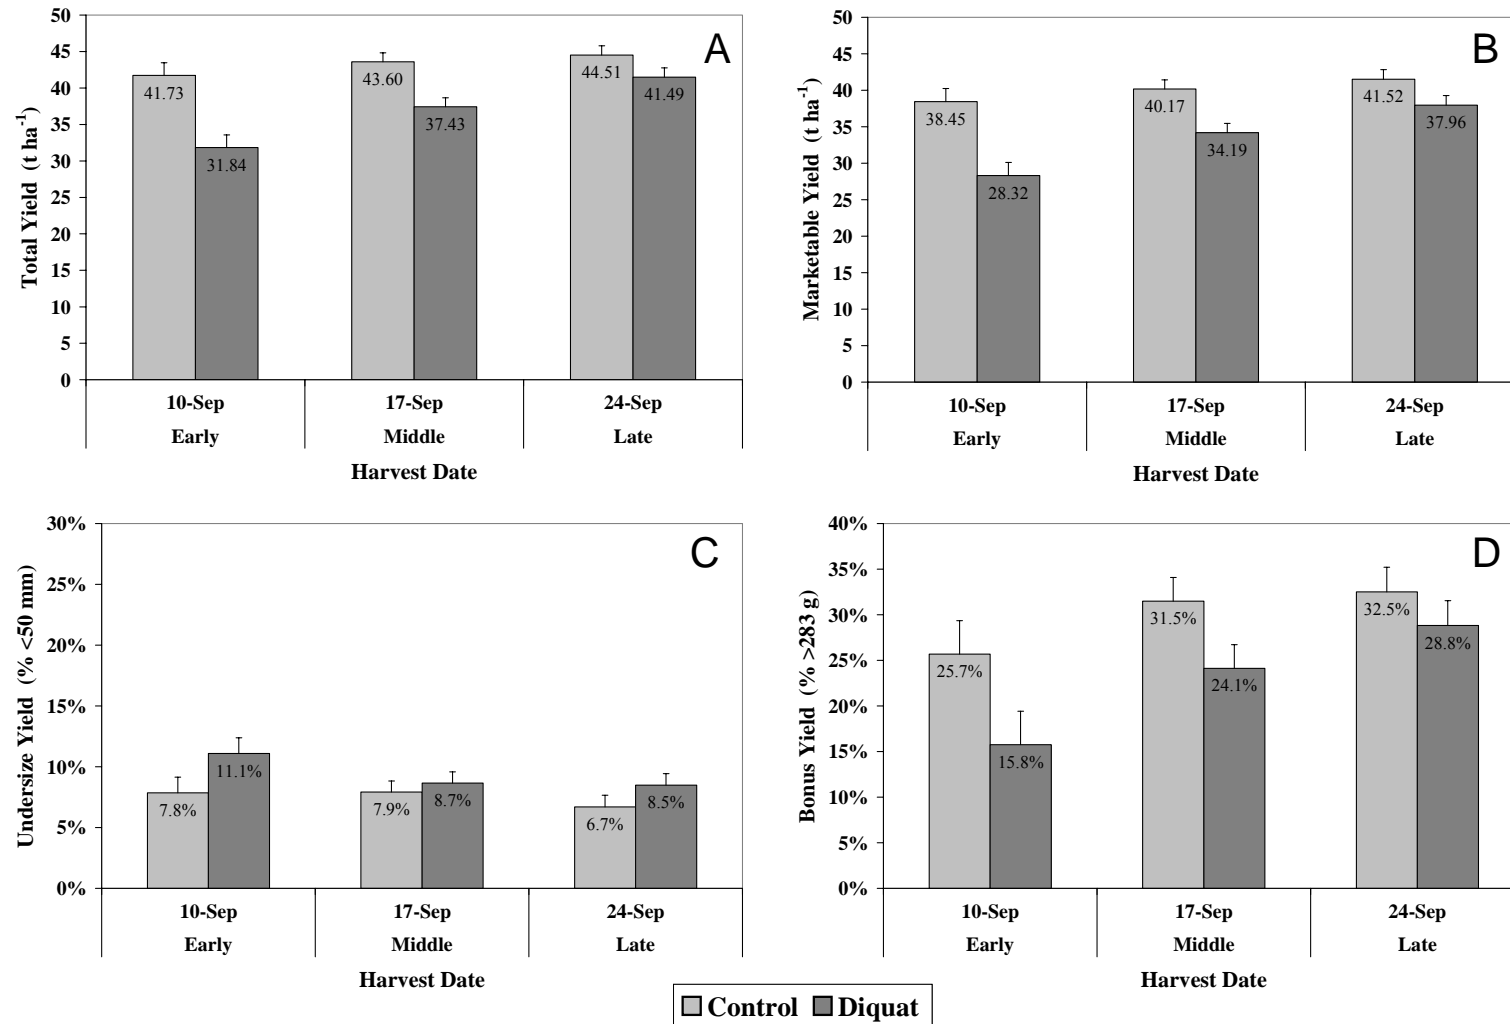 A
Total Yield (t ha-1)
50
45
40
35
30
25
20
15
10
5
0
41.73
31.84
43.60
37.43
44.51
41.49
10-Sep
17-Sep
24-Sep
Early
Middle
Late
Harvest Date
B
Marketable Yield (t ha-1)
50
45
40
35
30
25
20
15
10
5
0
38.45
28.32
40.17
34.19
41.52
37.96
10-Sep
17-Sep
24-Sep
Early
Middle
Late
Harvest Date
C
Undersize Yield (% <50 mm)
30%
25%
20%
15%
10%
5%
0%
7.8%
11.1%
7.9%
8.7%
6.7%
8.5%
10-Sep
17-Sep
24-Sep
Early
Middle
Late
Harvest Date
D
Bonus Yield (% >283 g)
40%
35%
30%
25%
20%
15%
10%
5%
0%
25.7%
15.8%
31.5%
24.1%
32.5%
28.8%
10-Sep
17-Sep
24-Sep
Early
Middle
Late
Harvest Date
Control Diquat